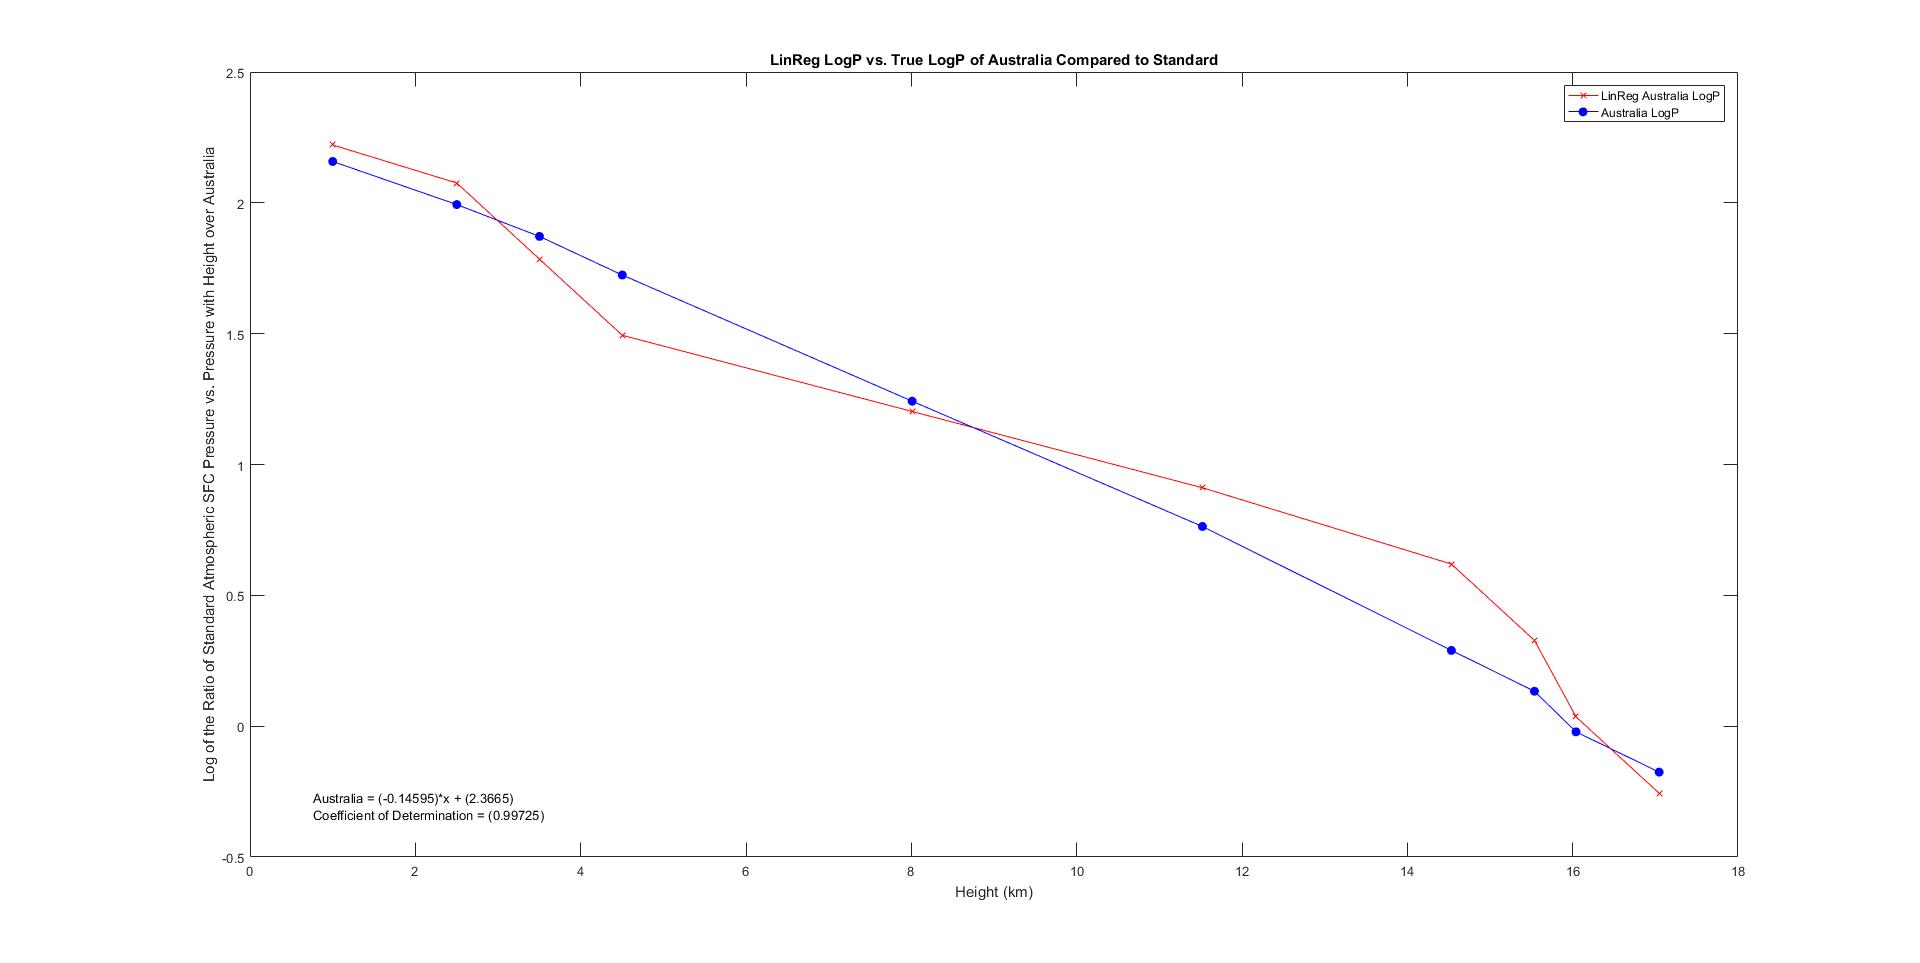 LinReg LogP vs. True LogP of Australia Compared to Standard
2.5
2
1.5
1
0.5
0
-0.5
Log of the Ratio of Standard Atmospheric SFC Pressure vs. Pressure with Height over Australia
LinReg Australia LogP
Australia LogP
Australia = (-0.14595)*x + (2.3665)
Coefficient of Determination = (0.99725)
0 2 4 6 8 10 12 14 16 18
Height (km)